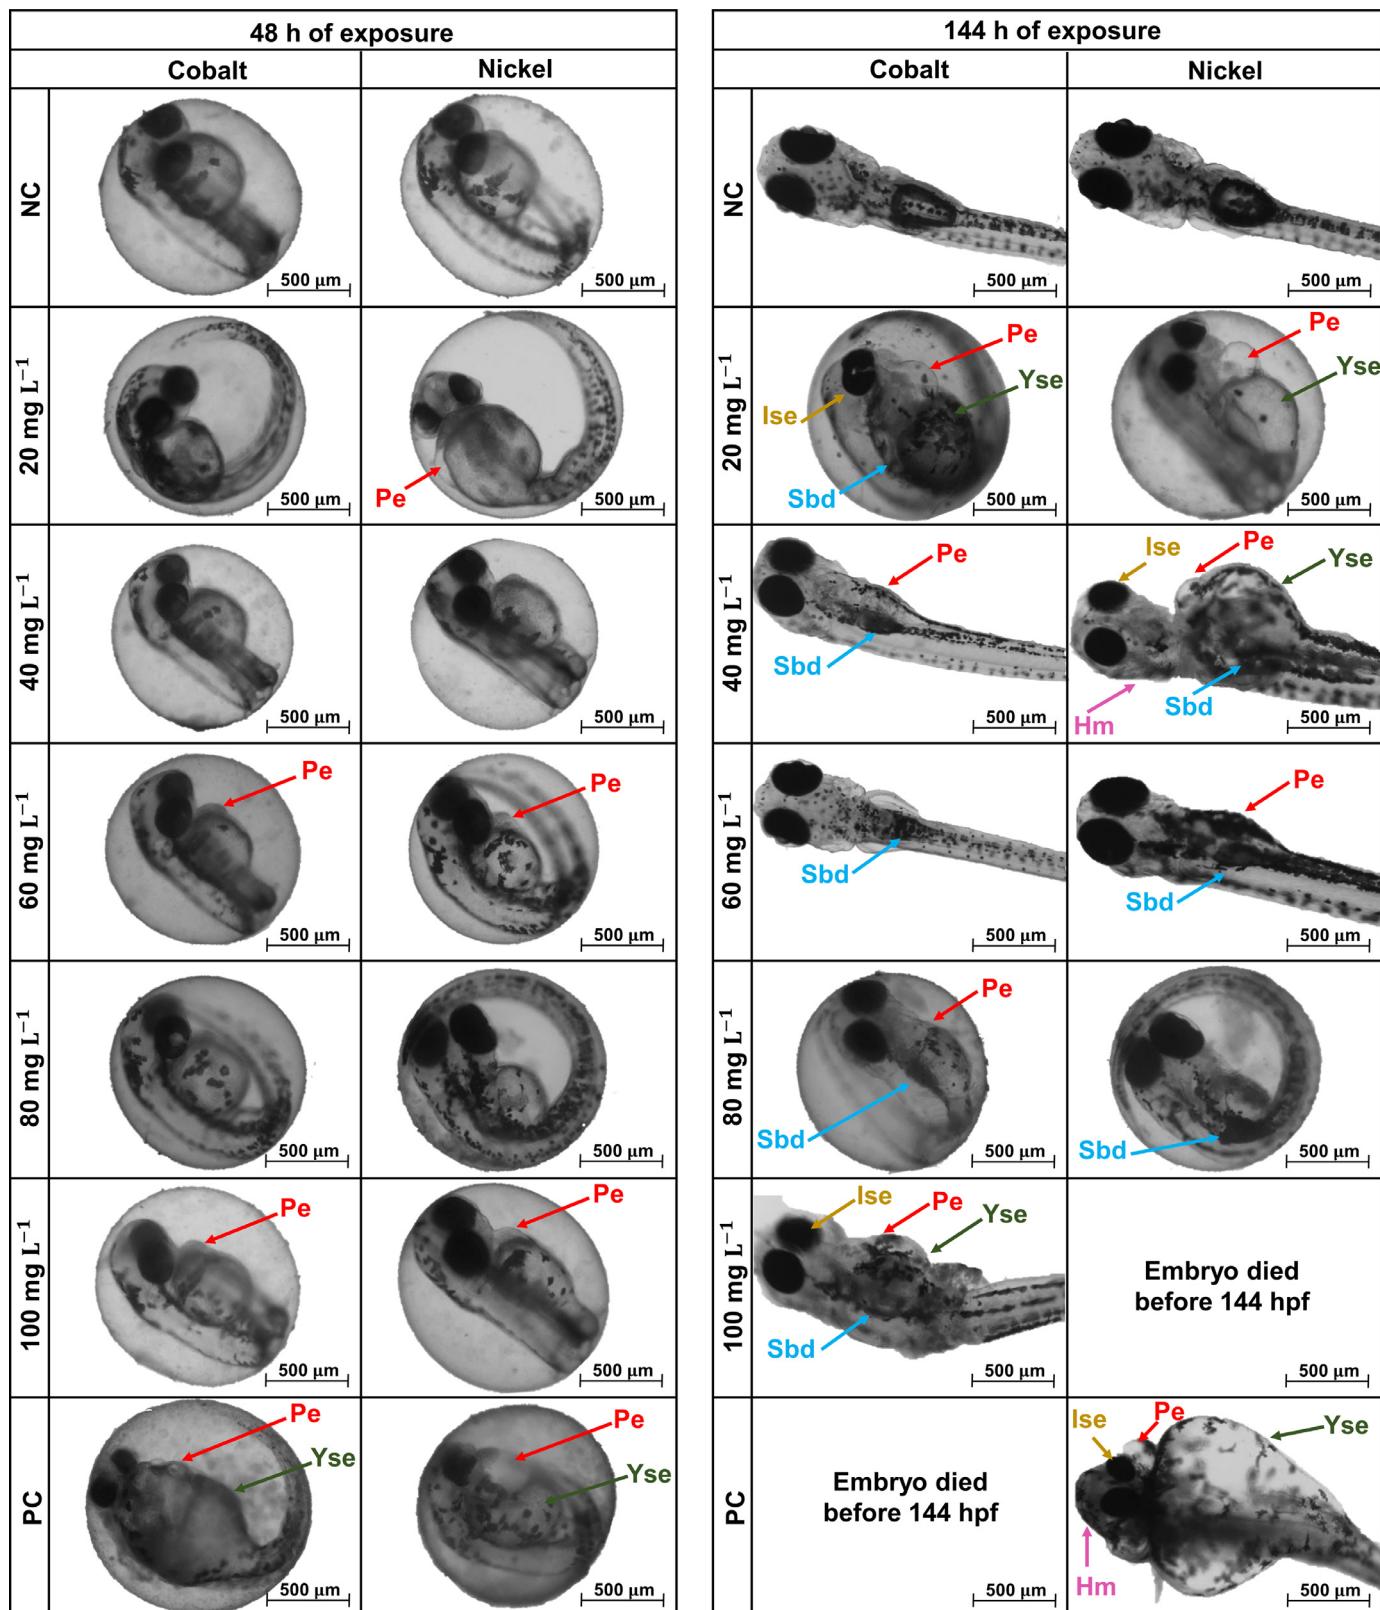 48 h of exposure
Cobalt
Nickel
NC
500 µm
500 µm
20 mg L−1
500 µm
Pe
500 µm
40 mg L−1
500 µm
500 µm
60 mg L−1
Pe
500 µm
Pe
500 µm
80 mg L−1
500 µm
500 µm
100 mg L−1
Pe
500 µm
Pe
500 µm
PC
Pe
Yse
500 µm
Pe
Yse
500 µm
144 h of exposure
Cobalt
Nickel
NC
500 µm
500 µm
20 mg L−1
Pe
Yse
Ise
Sbd
500 µm
Pe
Yse
500 µm
40 mg L−1
Pe
Sbd
500 µm
Ise
Pe
Yse
Sbd
Hm
500 µm
60 mg L−1
Sbd
500 µm
Pe
Sbd
500 µm
80 mg L−1
Pe
Sbd
500 µm
Sbd
500 µm
100 mg L−1
Ise
Pe
Yse
Sbd
500 µm
Embryo died
before 144 hpf
500 µm
PC
Embryo died
before 144 hpf
500 µm
Ise
Pe
Yse
Hm
500 µm